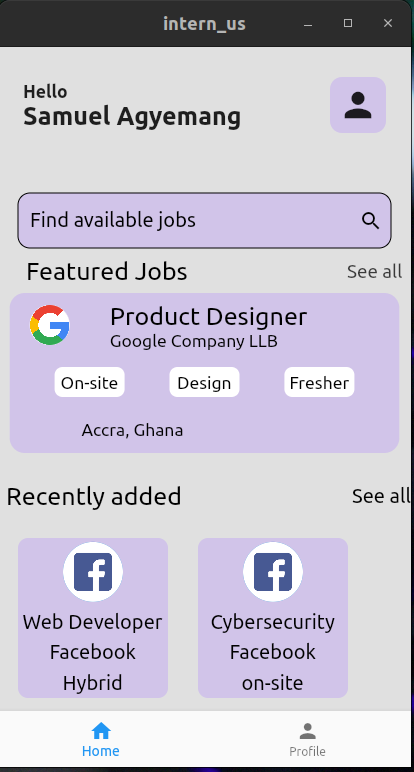 intern_us
Hello
Samuel Agyemang
Find available jobs
Featured Jobs See all
Product Designer
Google Company LLB
On-site Design Fresher
Accra, Ghana
Recently added See all
Web Developer
Facebook
Hybrid
Cybersecurity
Facebook
on-site
Home Profile